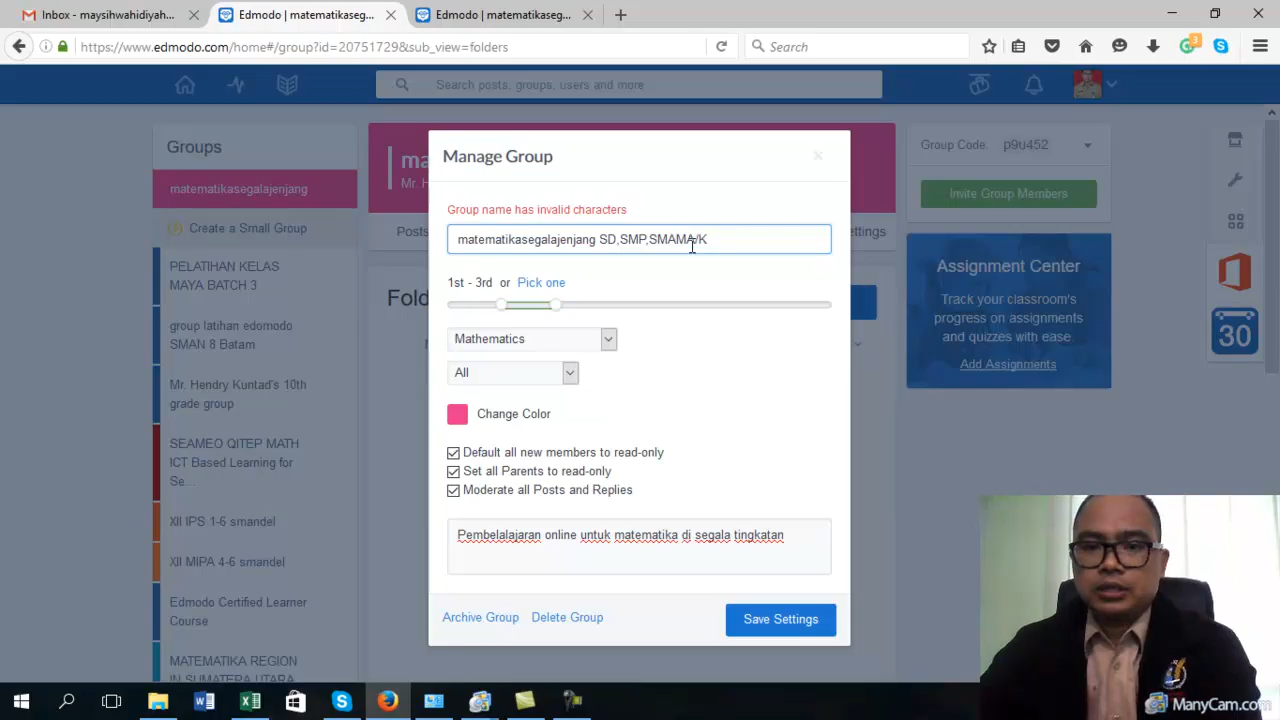 Inbox - maysihwahidiyah...
Edmodo | matematikaseg...
Edmodo | matematikaseg...
https://www.edmodo.com/home#/group?id=20751729&sub_view=folders
Search
3
Search posts, groups, users and more
Groups
matematikasegalajenjang
Create a Small Group
PELATIHAN KELAS
MAYA BATCH 3
group latihan edomodo
SMAN 8 Batam
Mr. Hendry Kuntad's 10th
grade group
SEAMEO QITEP MATH
ICT Based Learning for
Se...
XII IPS 1-6 smandel
XII MIPA 4-6 smandel
Edmodo Certified Learner
Course
MATEMATIKA REGION
IN SUMATERA UTARA
ma
Mr. H
Posts
Fold
ettings
Manage Group
Group name has invalid characters
matematikasegalajenjang SD,SMP,SMAMA/K
1st - 3rd or Pick one
Mathematics
All
Change Color
Default all new members to read-only
Set all Parents to read-only
Moderate all Posts and Replies
Pembelalajaran online untuk matematika di segala tingkatan
Archive Group Delete Group Save Settings
Group Code: p9u452
Invite Group Members
Assignment Center
Track your classroom's
progress on assignments
and quizzes with ease.
Add Assignments
30
ManyCam.com